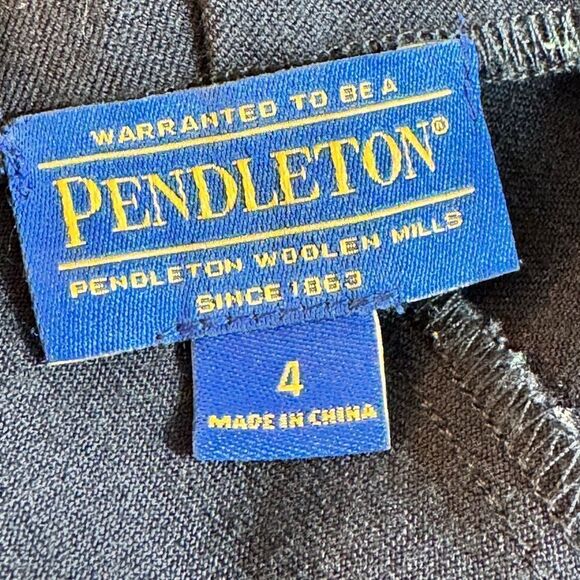 WARRANTED TO BE A
PENDLETON®
PENDLETON WOOLEN MILLS
SINCE 1863
4
MADE IN CHINA